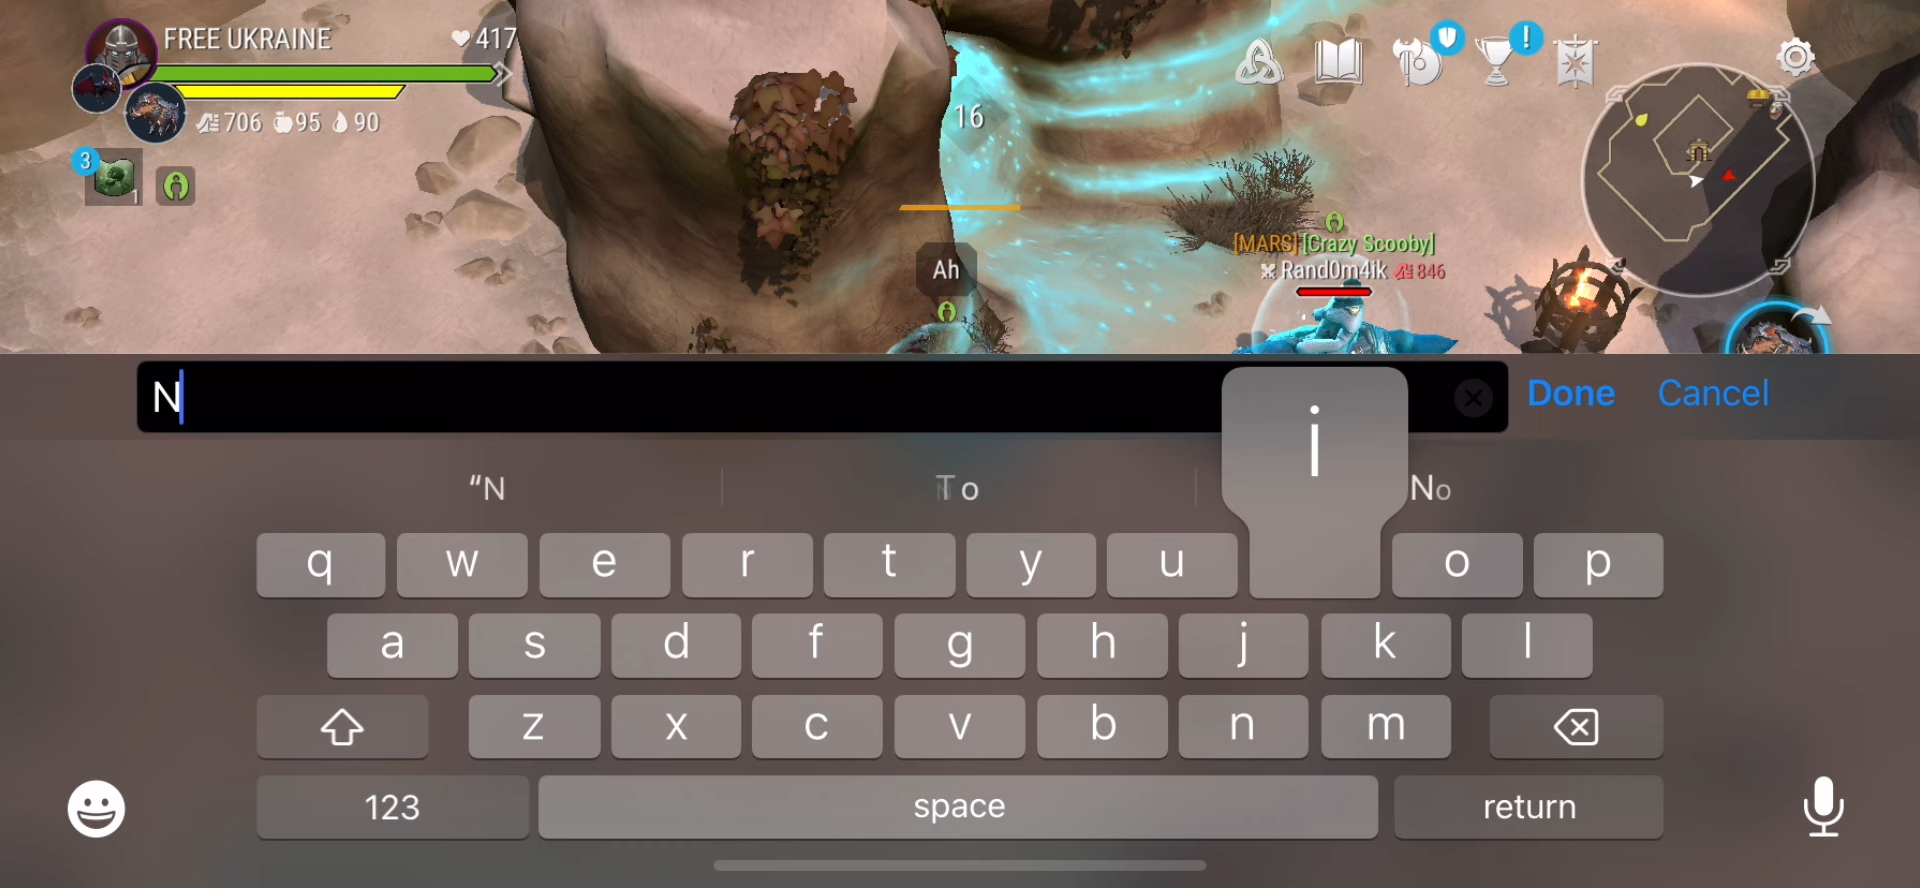 FREE UKRAINE 417
706 95 90
3
1
16
!
[MARS][Crazy Scooby]
Rand0m4ik 846
Ah
N
Done Cancel
i
“N To No
q w e r t y u o p
a s d f g h j k l
z x c v b n m
123 space return